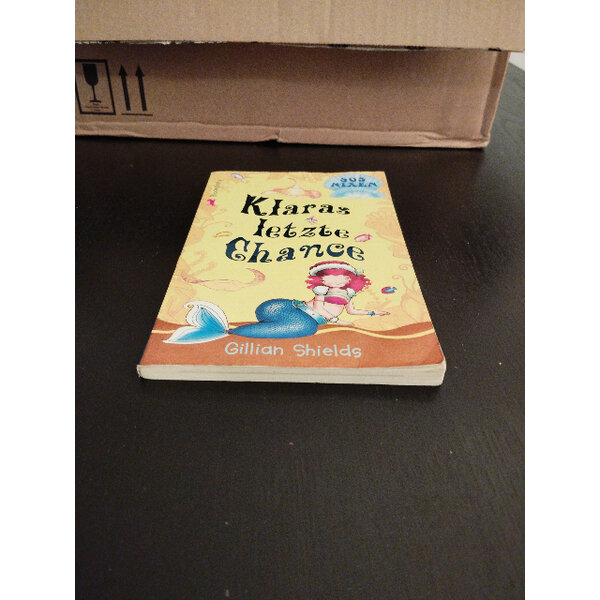 SOS
NIXEN
Klaras
letzte
Chance
Gillian Shields